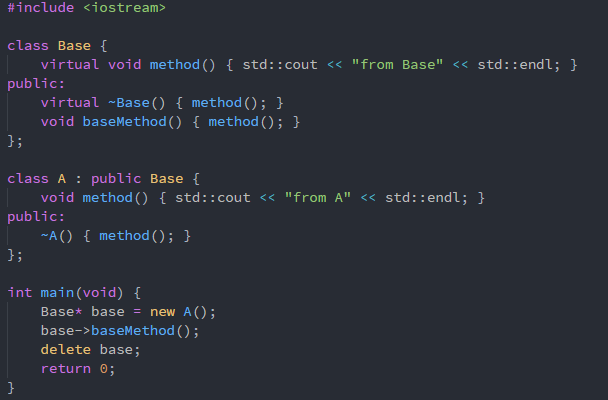 #include <iostream>

class Base {
    virtual void method() { std::cout << "from Base" << std::endl; }
public:
    virtual ~Base() { method(); }
    void baseMethod() { method(); }
};

class A : public Base {
    void method() { std::cout << "from A" << std::endl; }
public:
    ~A() { method(); }
};

int main(void) {
    Base* base = new A();
    base->baseMethod();
    delete base;
    return 0;
}